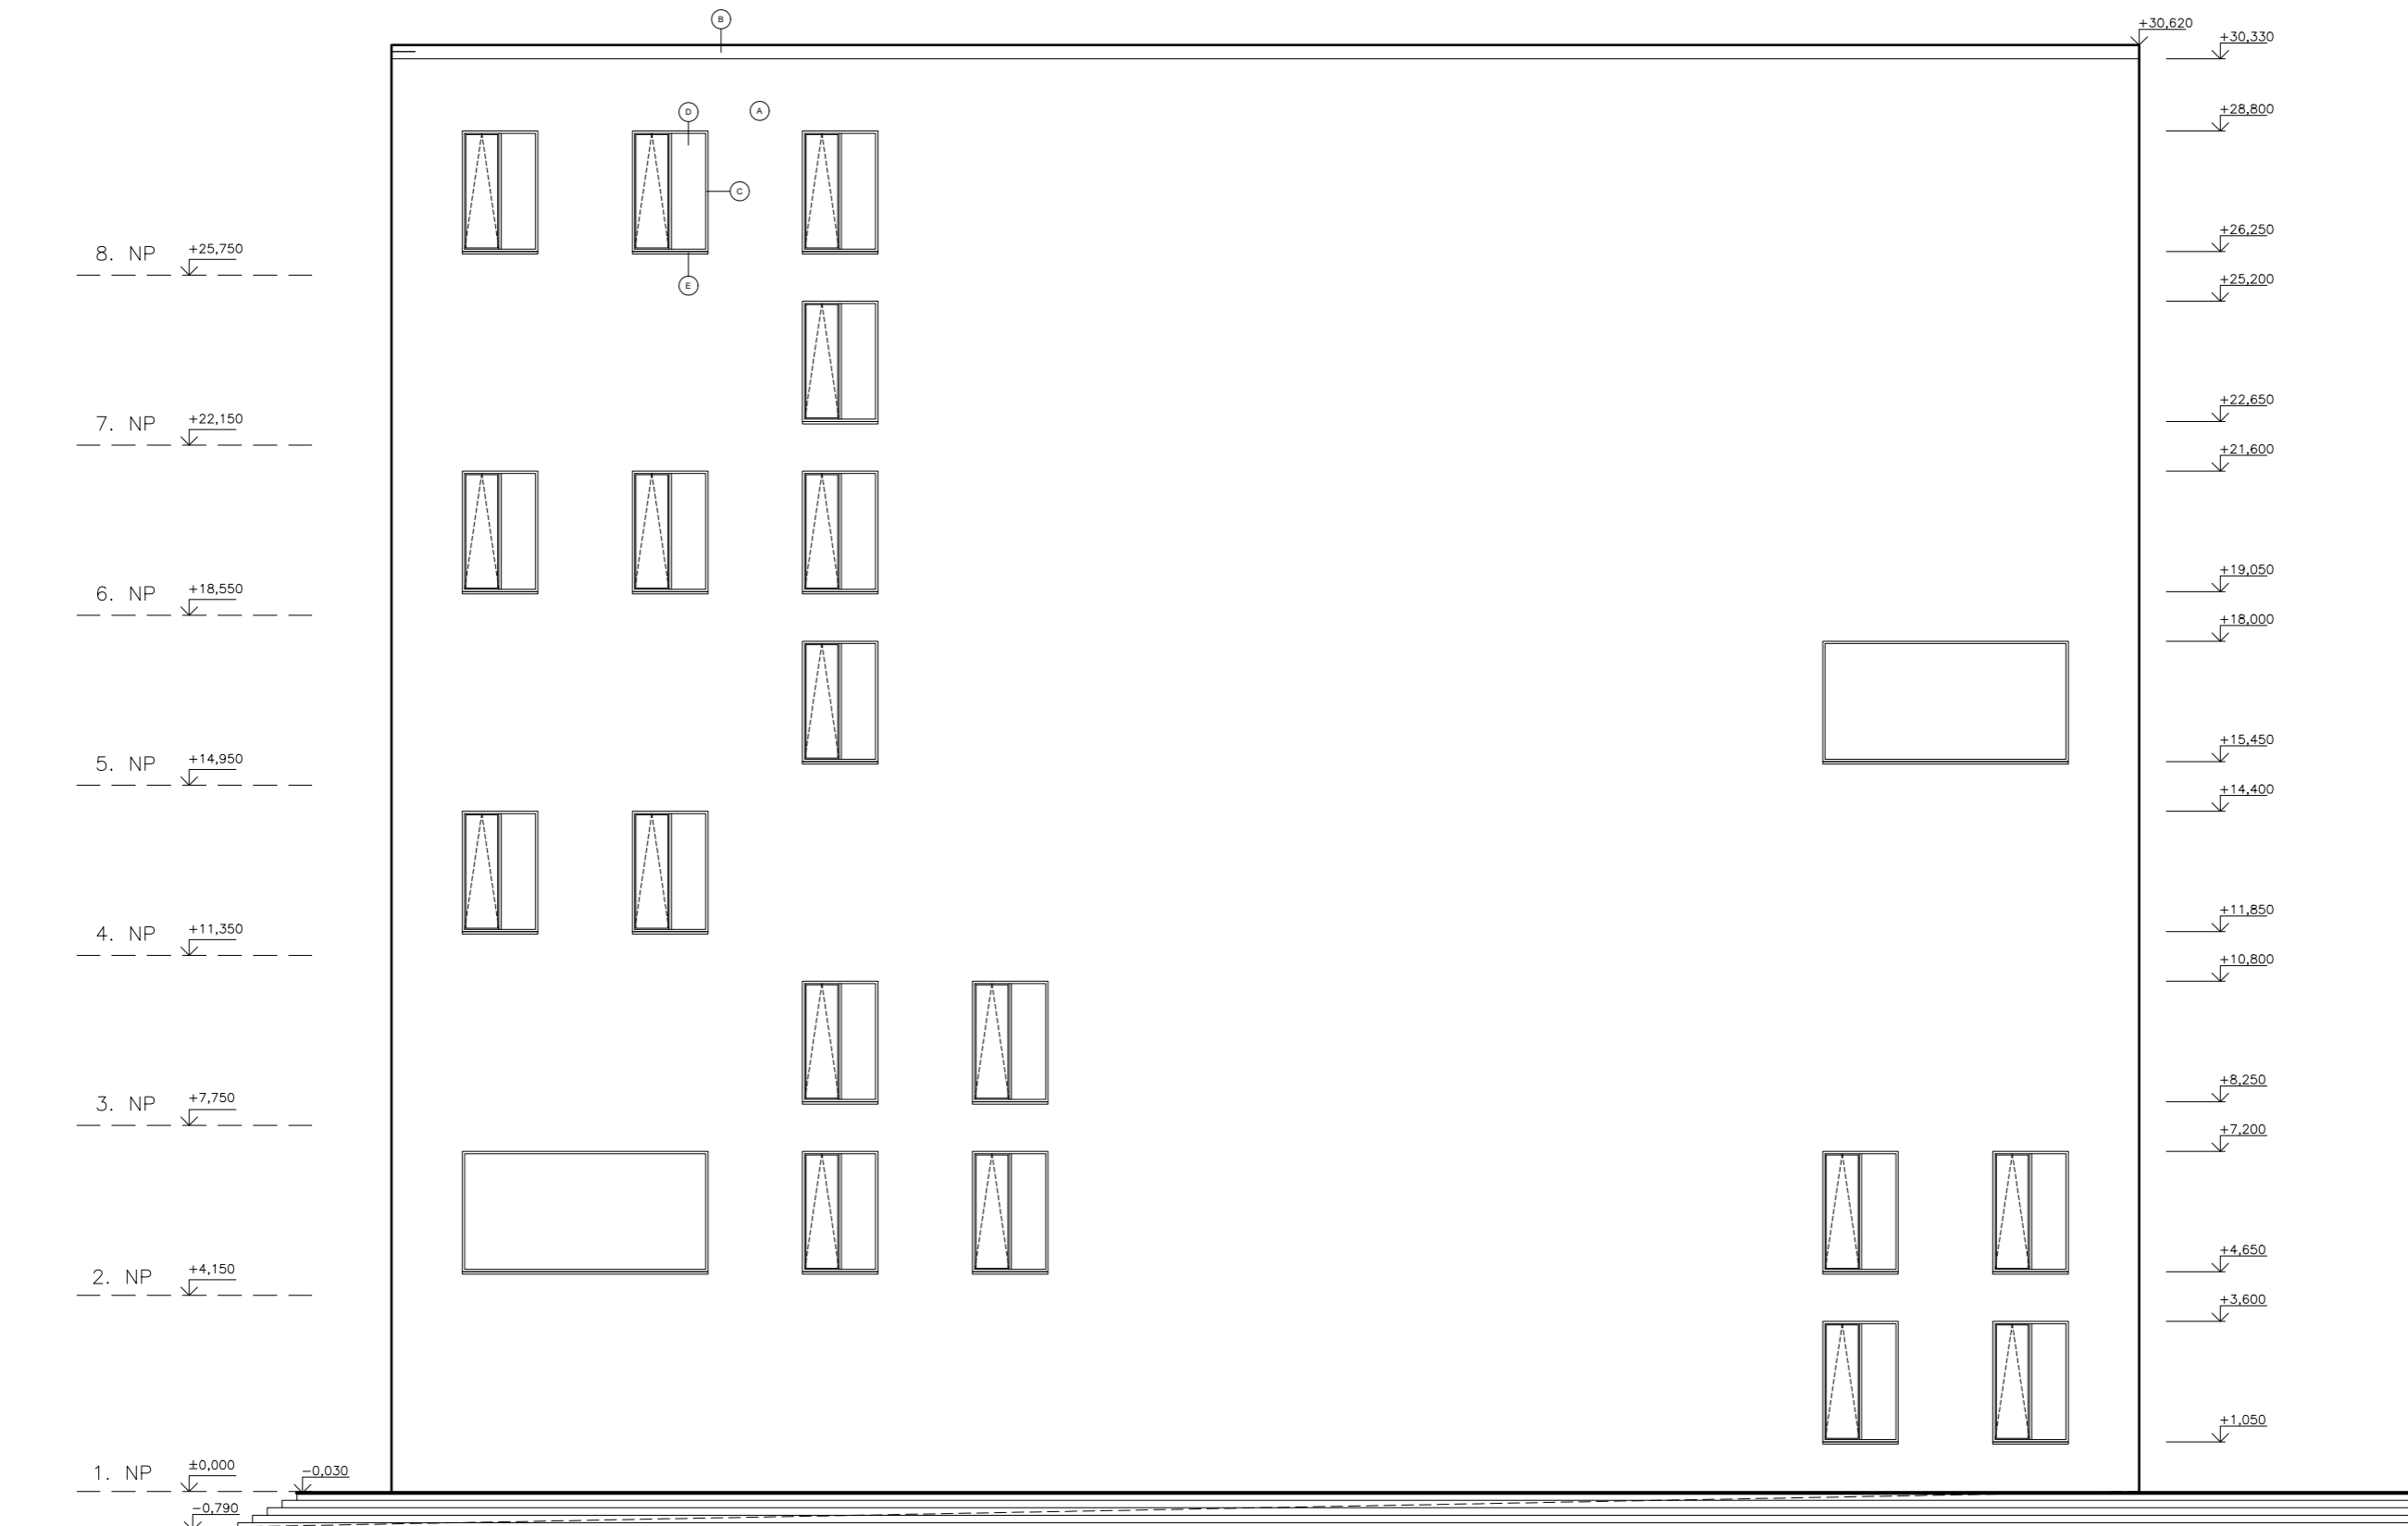 B
+30,620
+30,330
D
A
+28,800
C
8. NP +25,750
+26,250
E
+25,200
7. NP +22,150
+22,650
+21,600
6. NP +18,550
+19,050
+18,000
5. NP +14,950
+15,450
+14,400
4. NP +11,350
+11,850
+10,800
3. NP +7,750
+8,250
+7,200
2. NP +4,150
+4,650
+3,600
+1,050
1. NP ±0,000
-0,030
-0,790